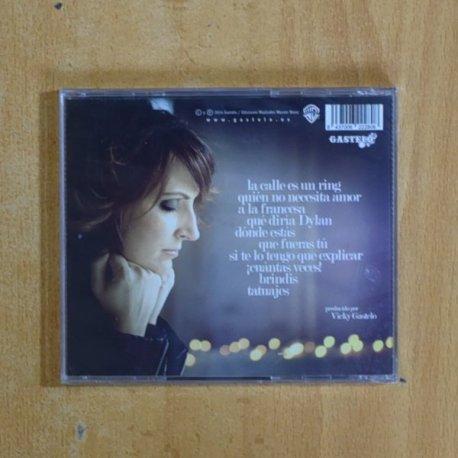 www.gastelo.es
GASTELO
la calle es un ring
quién no necesita amor
a la francesa
qué diría Dylan
dónde estás
que fueras tú
si te lo tengo que explicar
¡cuántas veces!
brindis
tatuajes
producido por
Vicky Gastelo